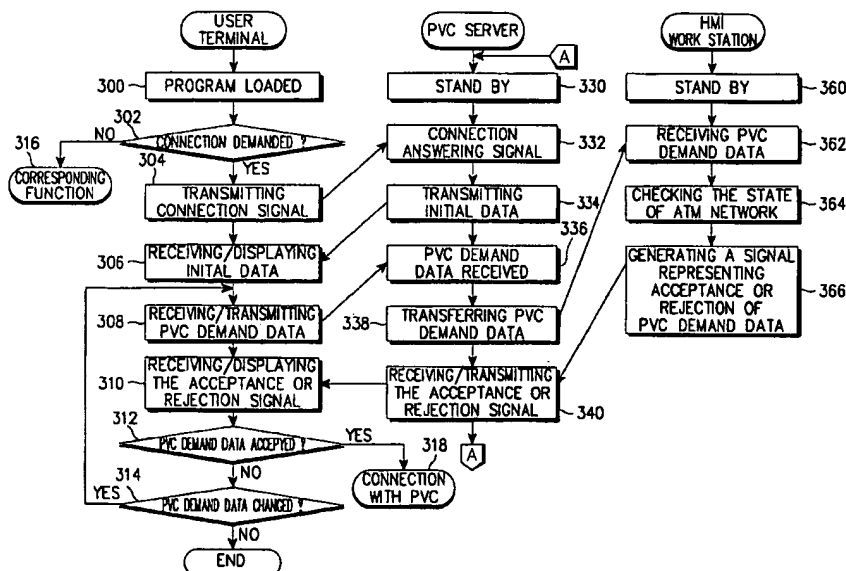 USER
TERMINAL
300
PROGRAM LOADED
302
CONNECTION DEMANDED ?
NO
YES
316
CORRESPONDING
FUNCTION
304
TRANSMITTING
CONNECTION SIGNAL
306
RECEIVING/DISPLAYING
INITAL DATA
308
RECEIVING/TRANSMITTING
PVC DEMAND DATA
310
RECEIVING/DISPLAYING
THE ACCEPTANCE OR
REJECTION SIGNAL
312
PVC DEMAND DATA ACCEPYED ?
YES
NO
318
CONNECTION
WITH PVC
314
PVC DEMAND DATA CHANGED ?
YES
NO
END
PVC SERVER
A
STAND BY
330
CONNECTION
ANSWERING SIGNAL
332
TRANSMITTING
INITIAL DATA
334
PVC DEMAND
DATA RECEIVED
336
338
TRANSFERRING PVC
DEMAND DATA
RECEIVING/TRANSMITTING
THE ACCEPTANCE OR
REJECTION SIGNAL
340
A
HMI
WORK STATION
STAND BY
360
RECEIVING PVC
DEMAND DATA
362
CHECKING THE STATE
OF ATM NETWORK
364
GENERATING A SIGNAL
REPRESENTING
ACCEPTANCE OR
REJECTION OF
PVC DEMAND DATA
366